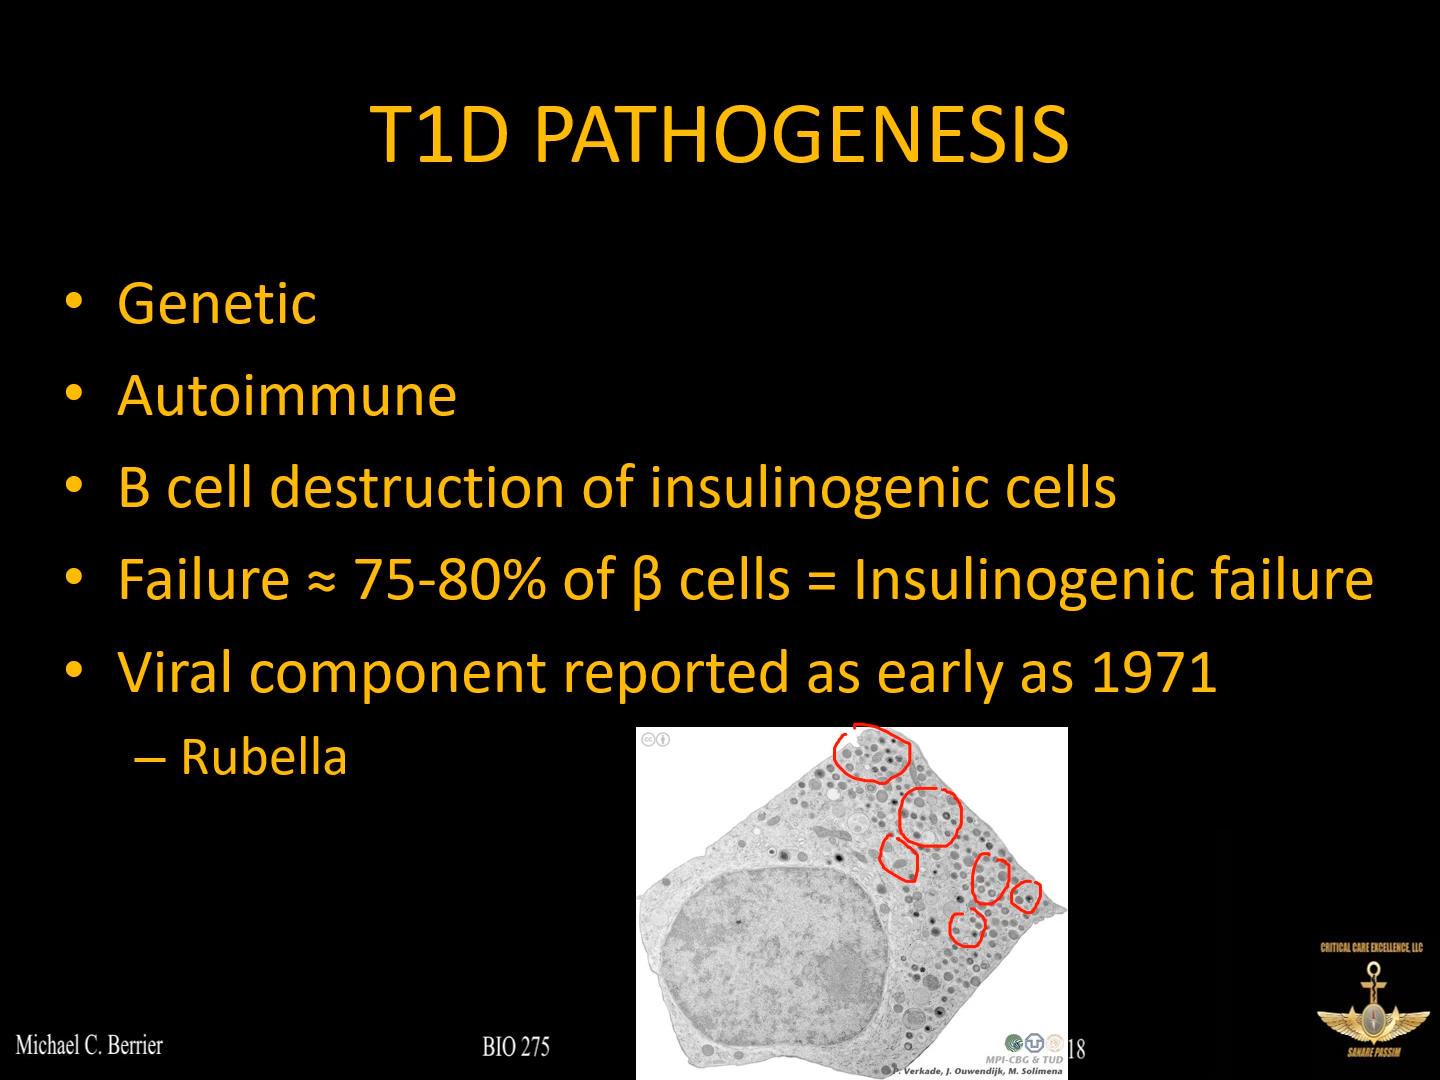 T1D PATHOGENESIS
• Genetic
• Autoimmune
• B cell destruction of insulinogenic cells
• Failure ≈ 75-80% of β cells = Insulinogenic failure
• Viral component reported as early as 1971
– Rubella
CRITICAL CARE EXCELLENCE, LLC
SANARE PASSIM
Michael C. Berrier
BIO 275
18
MPI-CBG & TUD
P. Verkade, J. Ouwendijk, M. Solimena